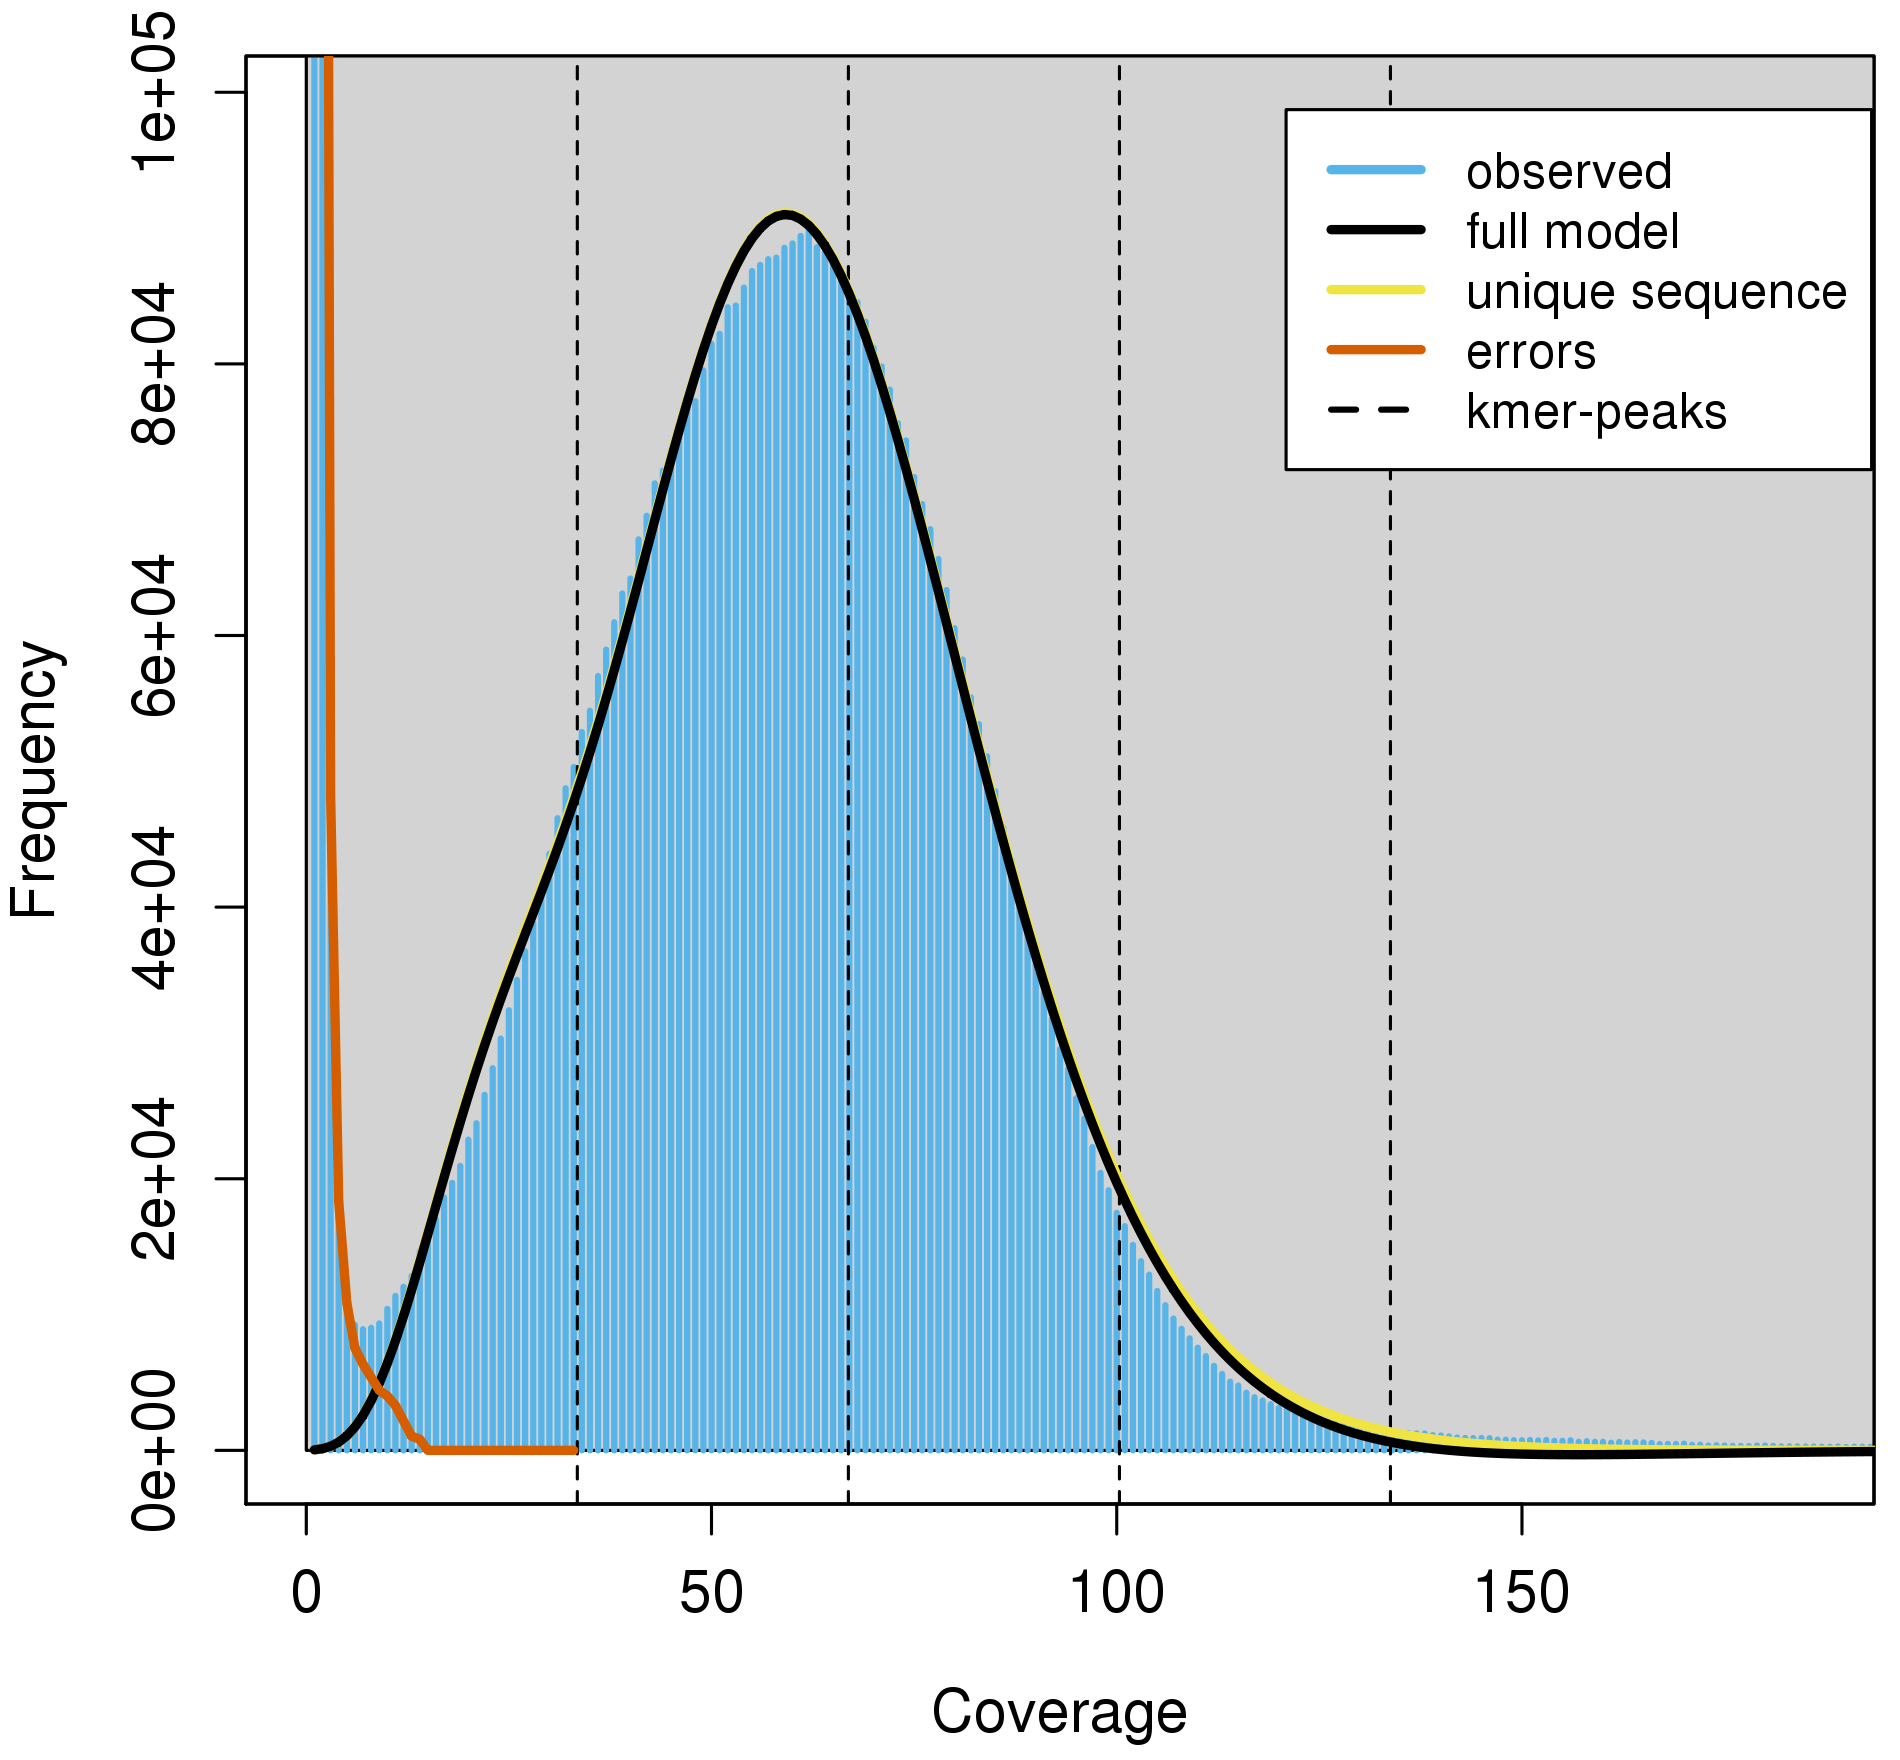 1e+05
8e+04
6e+04
4e+04
2e+04
0e+00
Frequency
observed
full model
unique sequence
errors
kmer-peaks
0 50 100 150
Coverage